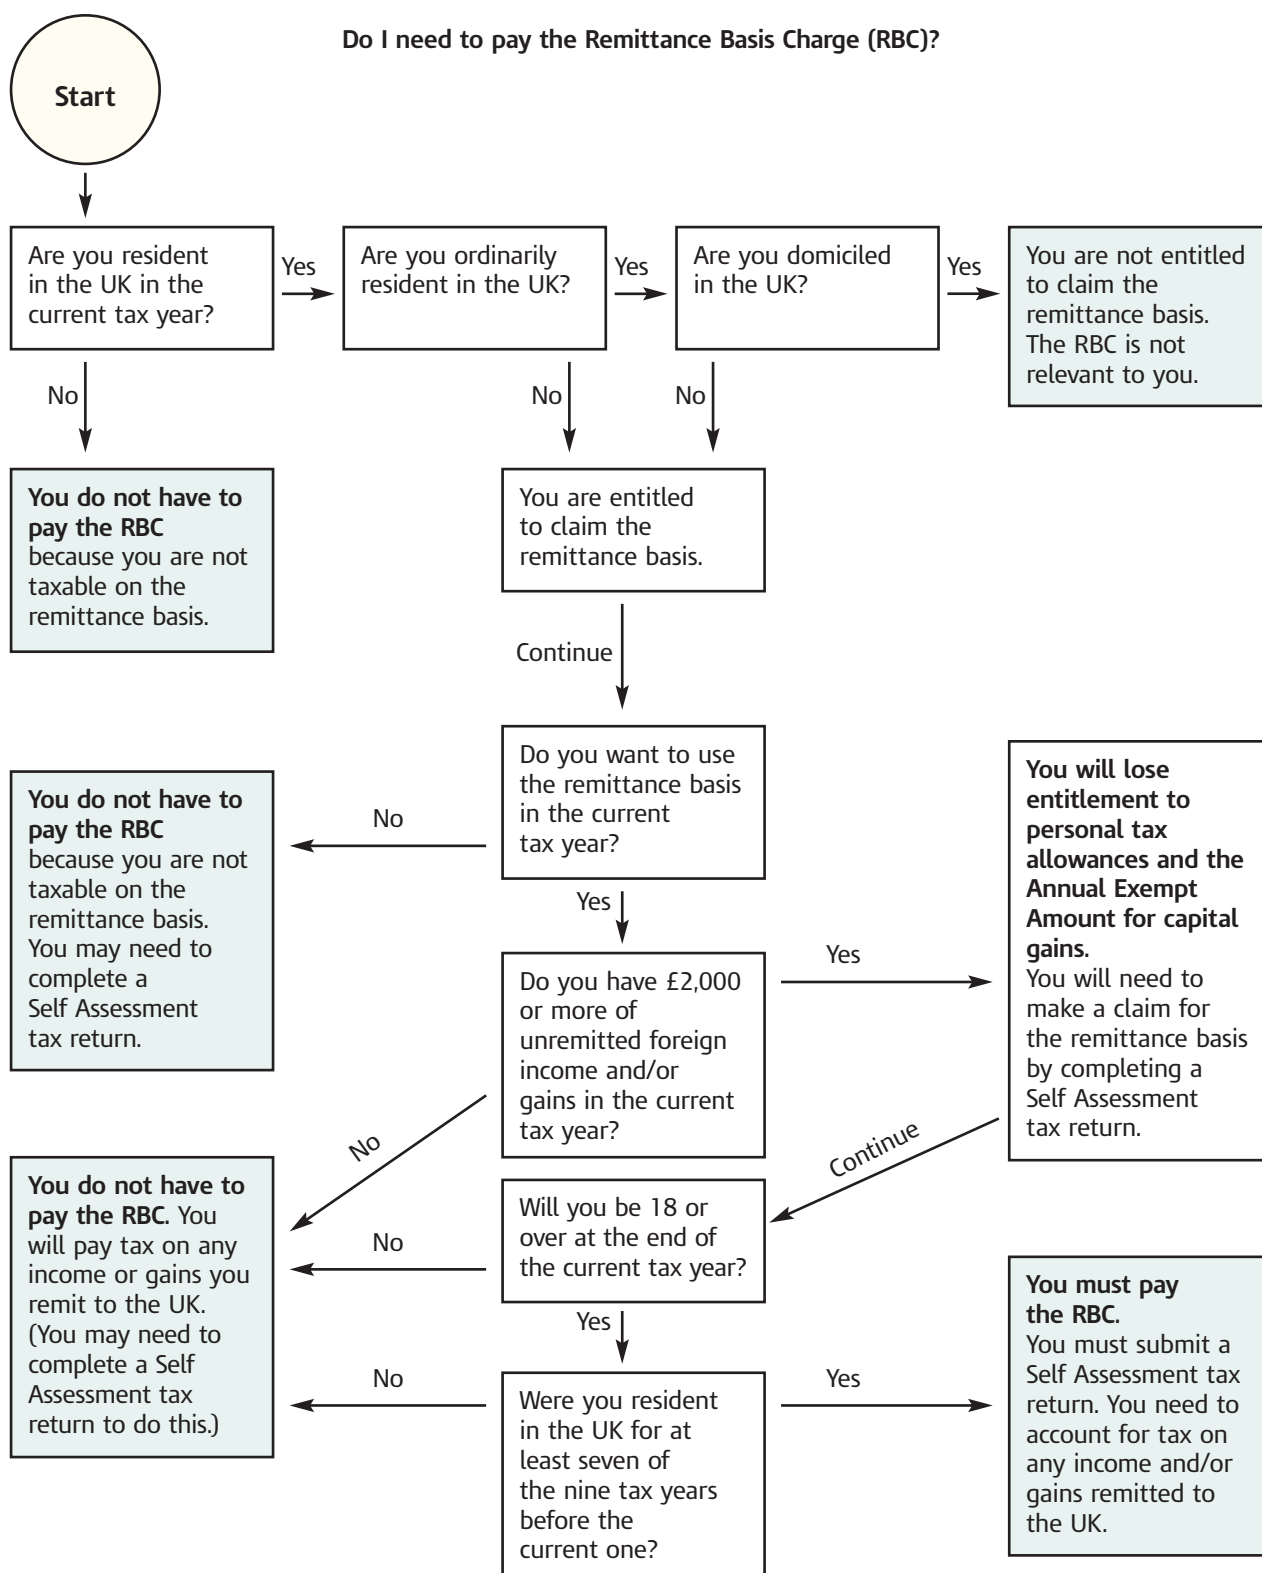 Do I need to pay the Remittance Basis Charge (RBC)?
Start
Are you resident
in the UK in the
current tax year?
Yes
Are you ordinarily
resident in the UK?
Yes
Are you domiciled
in the UK?
Yes
You are not entitled
to claim the
remittance basis.
The RBC is not
relevant to you.
No
No
No
You do not have to
pay the RBC
because you are not
taxable on the
remittance basis.
You are entitled
to claim the
remittance basis.
Continue
Do you want to use
the remittance basis
in the current
tax year?
No
You do not have to
pay the RBC
because you are not
taxable on the
remittance basis.
You may need to
complete a
Self Assessment
tax return.
Yes
Do you have £2,000
or more of
unremitted foreign
income and/or
gains in the current
tax year?
Yes
You will lose
entitlement to
personal tax
allowances and the
Annual Exempt
Amount for capital
gains.
You will need to
make a claim for
the remittance basis
by completing a
Self Assessment
tax return.
No
Continue
Will you be 18 or
over at the end of
the current tax year?
No
You do not have to
pay the RBC. You
will pay tax on any
income or gains you
remit to the UK.
(You may need to
complete a Self
Assessment tax
return to do this.)
Yes
Were you resident
in the UK for at
least seven of
the nine tax years
before the
current one?
No
Yes
You must pay
the RBC.
You must submit a
Self Assessment tax
return. You need to
account for tax on
any income and/or
gains remitted to
the UK.